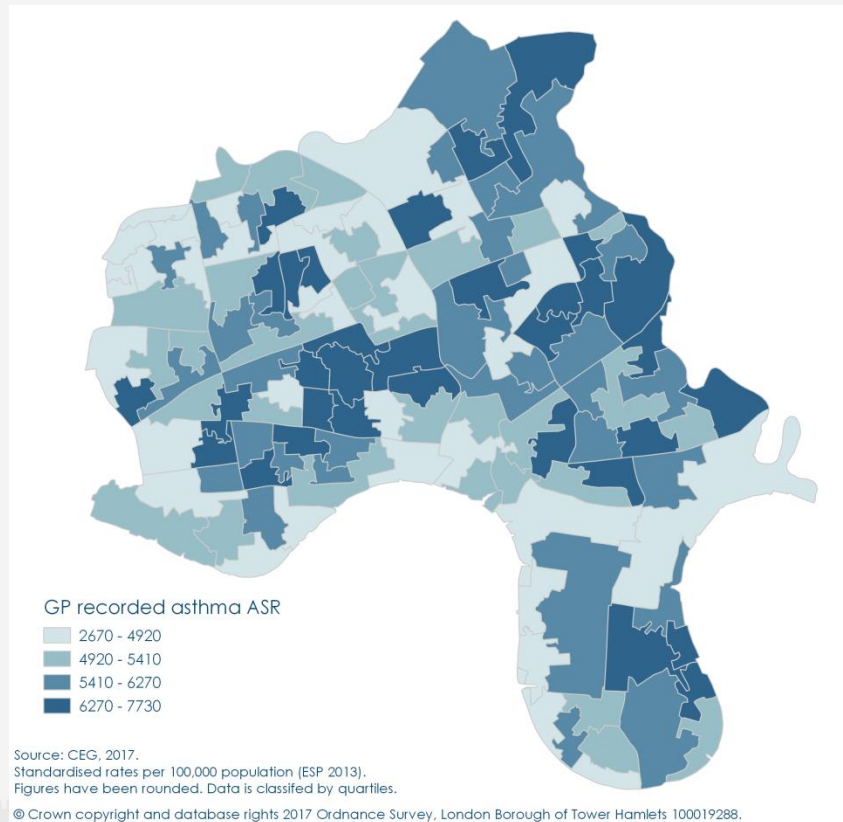 GP recorded asthma ASR
2670 - 4920
4920 - 5410
5410 - 6270
6270 - 7730
Source: CEG, 2017.
Standardised rates per 100,000 population (ESP 2013).
Figures have been rounded. Data is classifed by quartiles.
© Crown copyright and database rights 2017 Ordnance Survey, London Borough of Tower Hamlets 100019288.